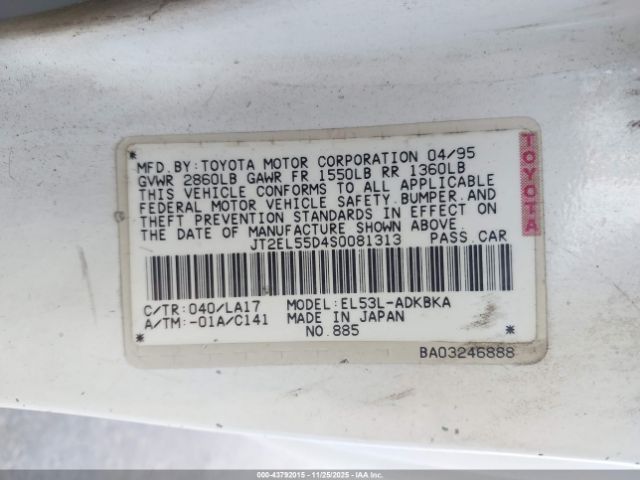 MFD.BY:TOYOTA MOTOR CORPORATION 04/95
GVWR 2860LB GAWR FR 1550LB RR 1360LB
THIS VEHICLE CONFORMS TO ALL APPLICABLE
FEDERAL MOTOR VEHICLE SAFETY,BUMPER,AND
THEFT PREVENTION STANDARDS IN EFFECT ON
THE DATE OF MANUFACTURE SHOWN ABOVE.
JT2EL55D4S0081313 PASS.CAR
TOYOTA
C/TR:040/LA17 MODEL:EL53L-ADKBKA
A/TM:-01A/C141 MADE IN JAPAN
* NO.885 *
BA03246888
000-43792015 - 11/25/2025 - IAAI.COM